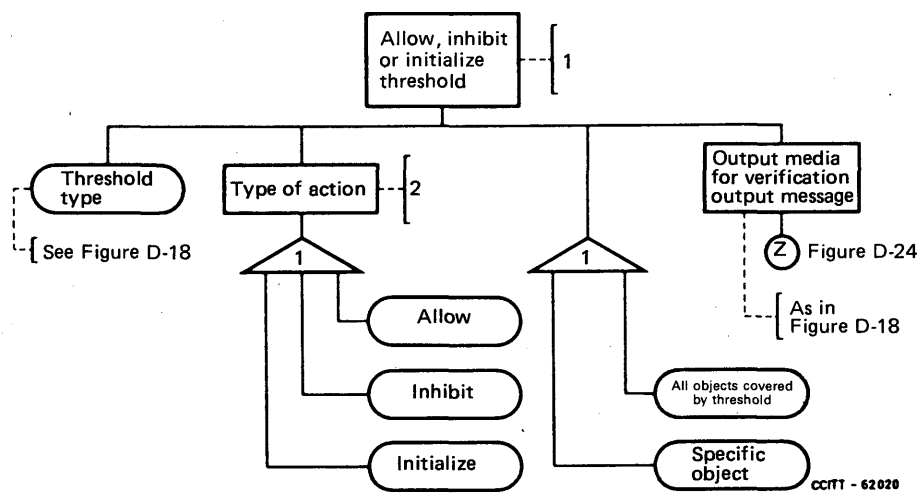 Allow, inhibit
or initialize
threshold
1
Threshold
type
Type of action
2
Output media
for verification
output message
See Figure D-18
1
1
Z
Figure D-24
As in
Figure D-18
Allow
Inhibit
Initialize
All objects covered
by threshold
Specific
object
CCITT - 62020